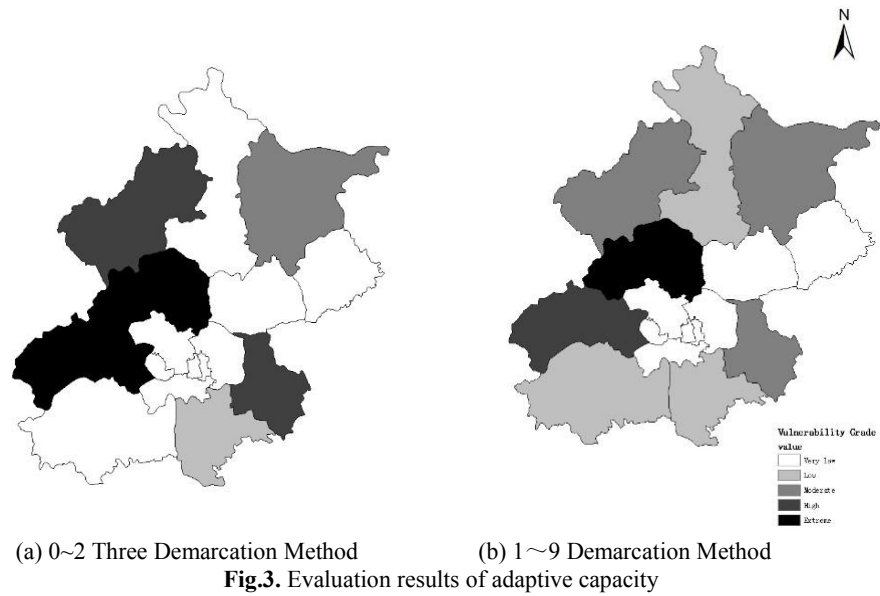 N
Vulnerability Grade
value
Very low
Low
Moderate
High
Extreme
(a) 0~2 Three Demarcation Method (b) 1～9 Demarcation Method
Fig.3. Evaluation results of adaptive capacity